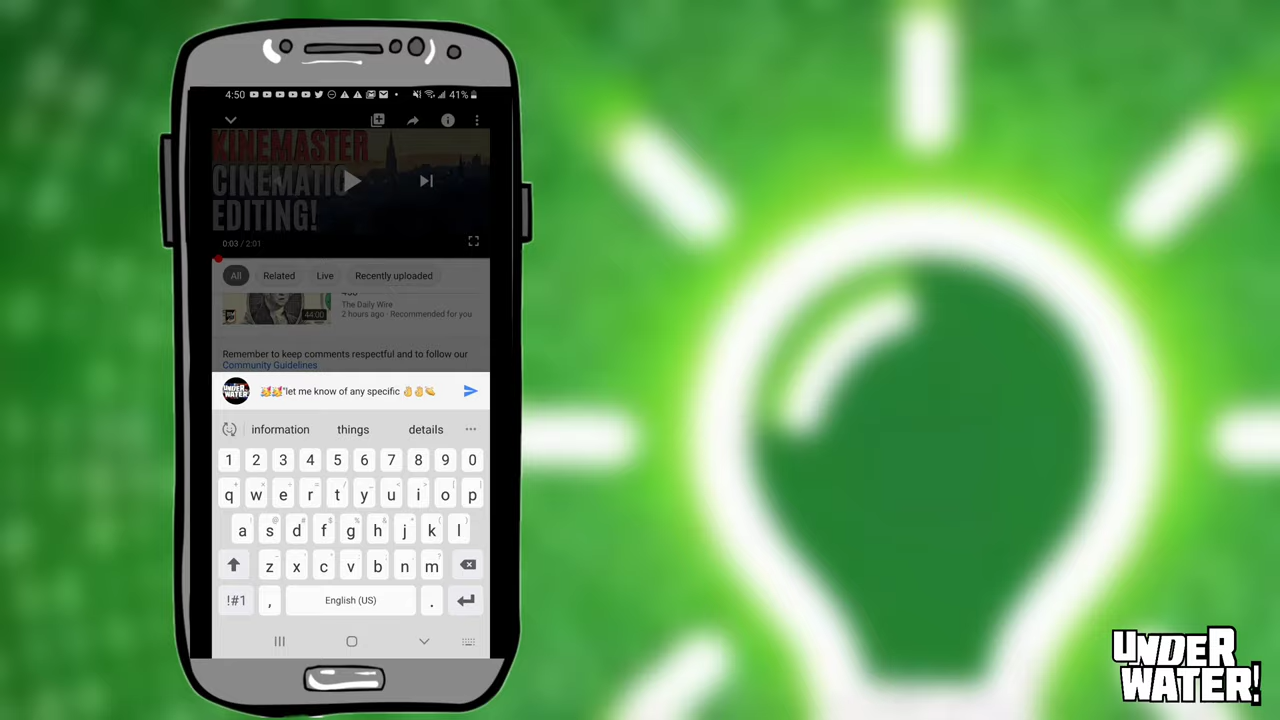 4:50
41%
KINEMASTER
CINEMATIC
EDITING!
0:03 / 2:01
All
Related
Live
Recently uploaded
44:00
The Daily Wire
2 hours ago · Recommended for you
Remember to keep comments respectful and to follow our
Community Guidelines
UNDER
WATER!
🥳🥳"let me know of any specific 🤚🤚👏
information
things
details
1 2 3 4 5 6 7 8 9 0
q w e r t y u i o p
a s d f g h j k l
z x c v b n m
!#1 , English (US) .
UNDER
WATER!